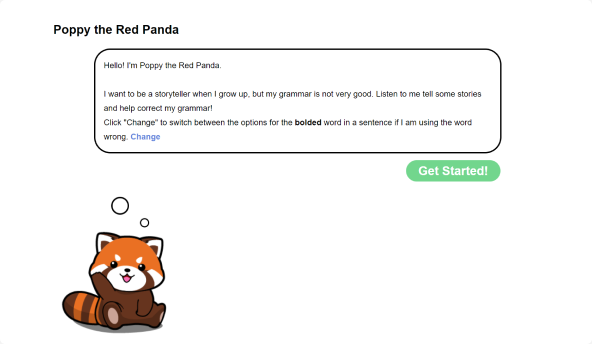 Poppy the Red Panda
Hello! I'm Poppy the Red Panda.
I want to be a storyteller when I grow up, but my grammar is not very good. Listen to me tell some stories
and help correct my grammar!
Click "Change" to switch between the options for the bolded word in a sentence if I am using the word
wrong. Change
Get Started!